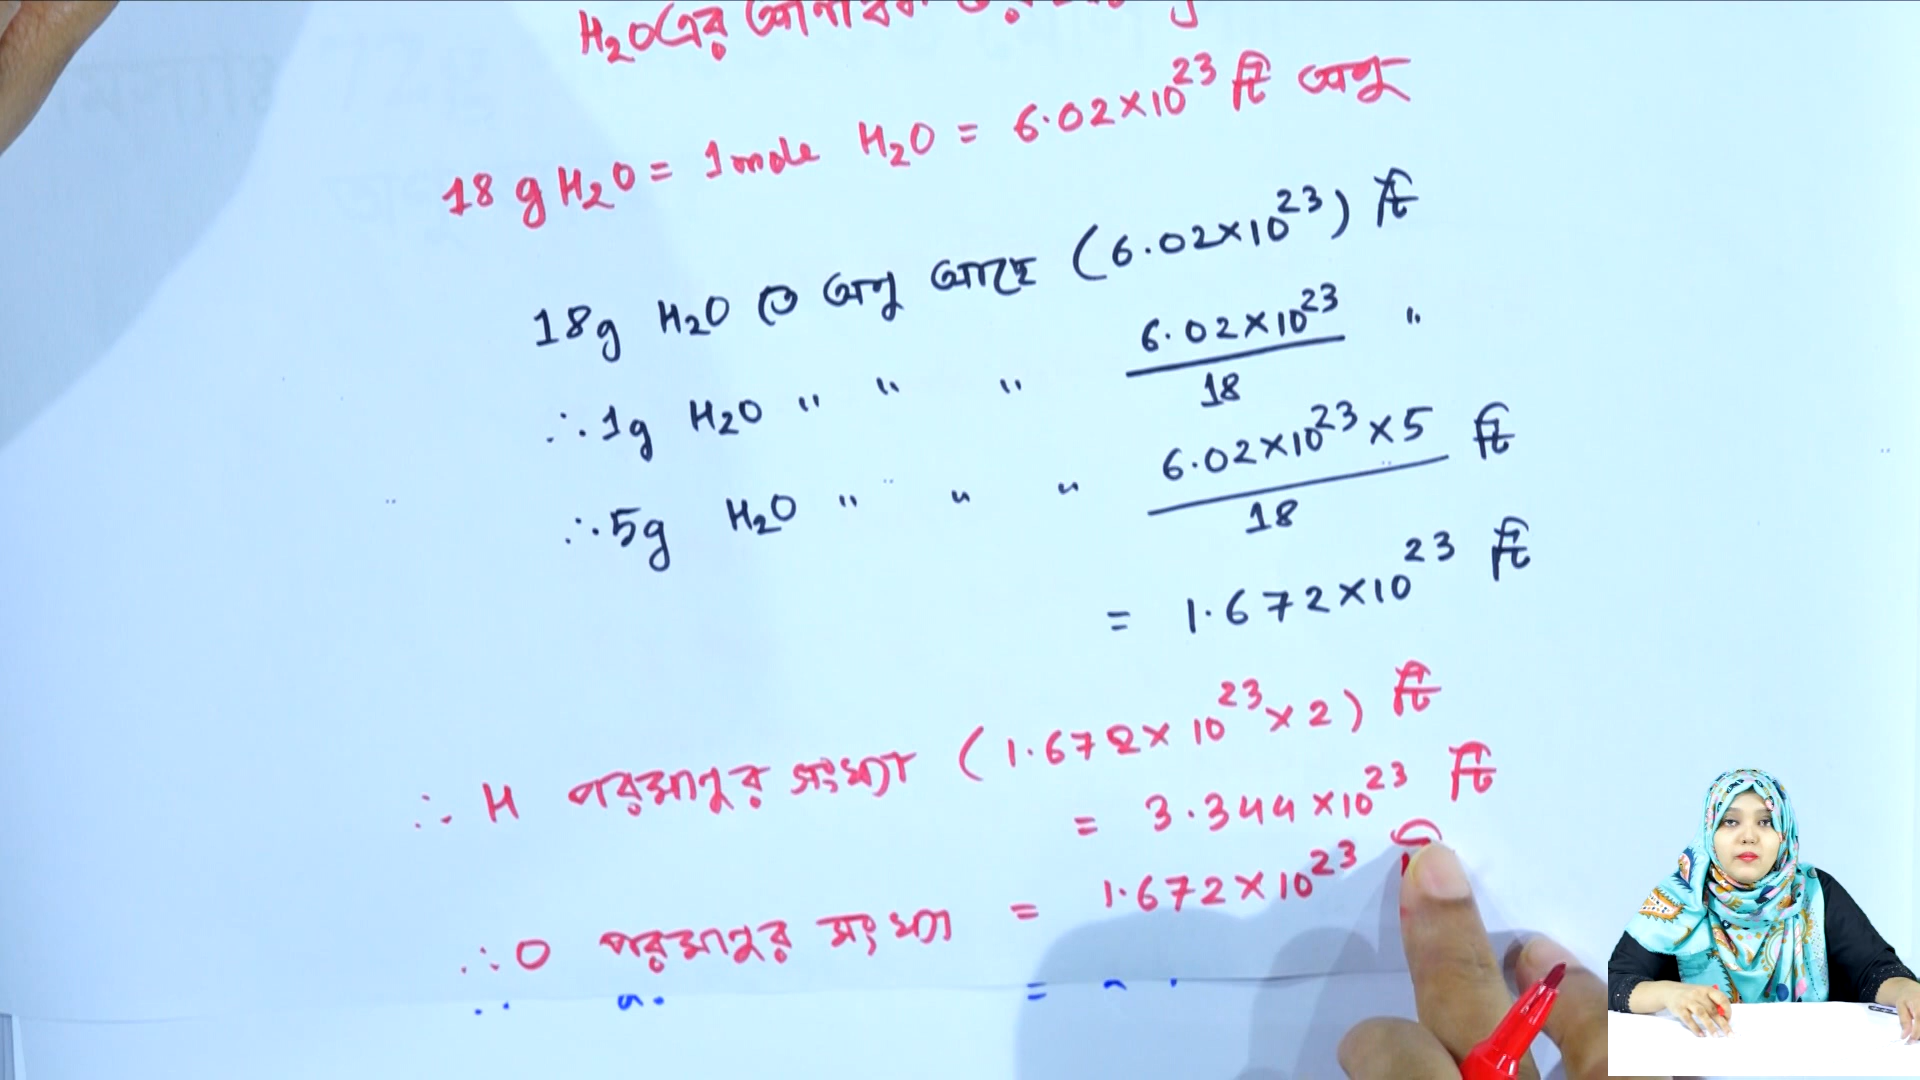 H₂O এর
18 g H₂O = 1 mole H₂O = 6.02×10²³ টি অনু
18g H₂O তে অনু আছে (6.02×10²³) টি
∴ 1g H₂O " " " 6.02×10²³/18 "
∴ 5g H₂O " " " 6.02×10²³×5/18 টি
= 1.672×10²³ টি
∴ H পরমানুর সংখ্যা (1.672×10²³×2) টি
= 3.344×10²³ টি
∴ O পরমানুর সংখ্যা = 1.672×10²³